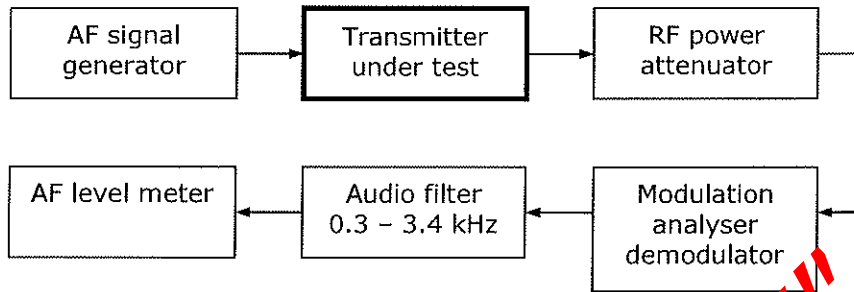 AF signal
generator
Transmitter
under test
RF power
attenuator
AF level meter
Audio filter
0.3 – 3.4 kHz
Modulation
analyser
demodulator